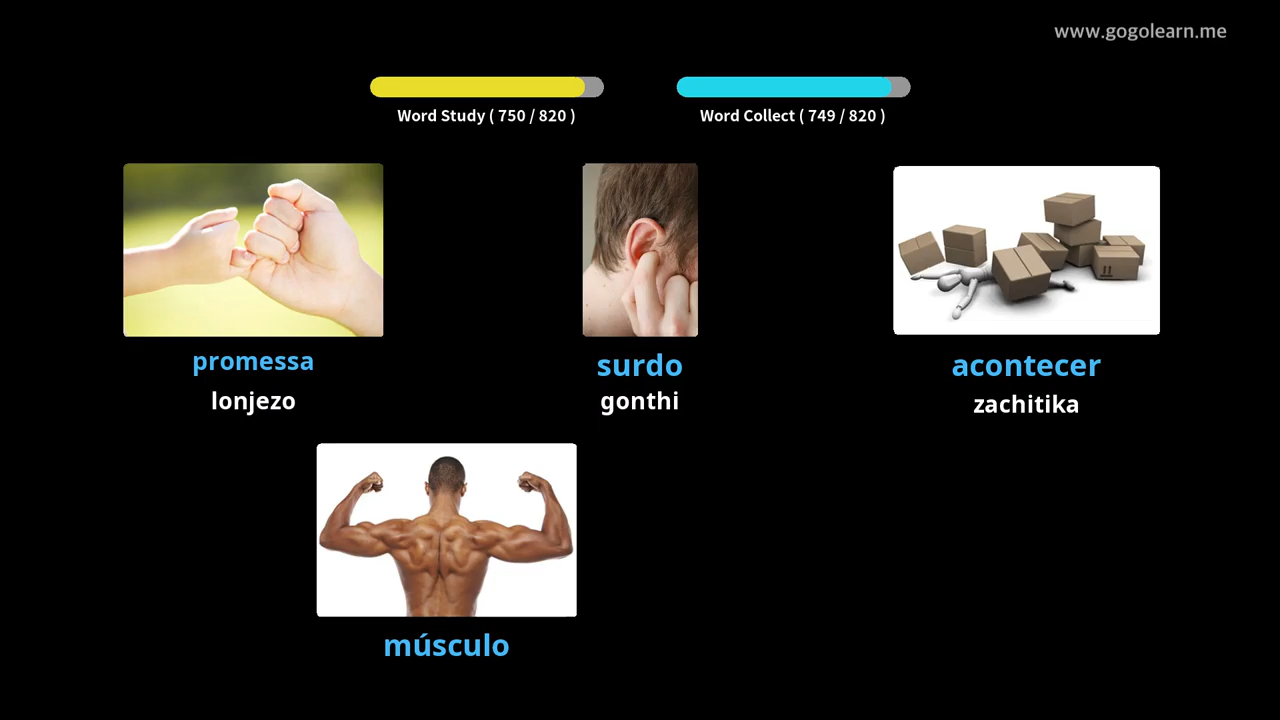 www.gogolearn.me
Word Study ( 750 / 820 )
Word Collect ( 749 / 820 )
promessa
lonjezo
surdo
gonthi
acontecer
zachitika
músculo